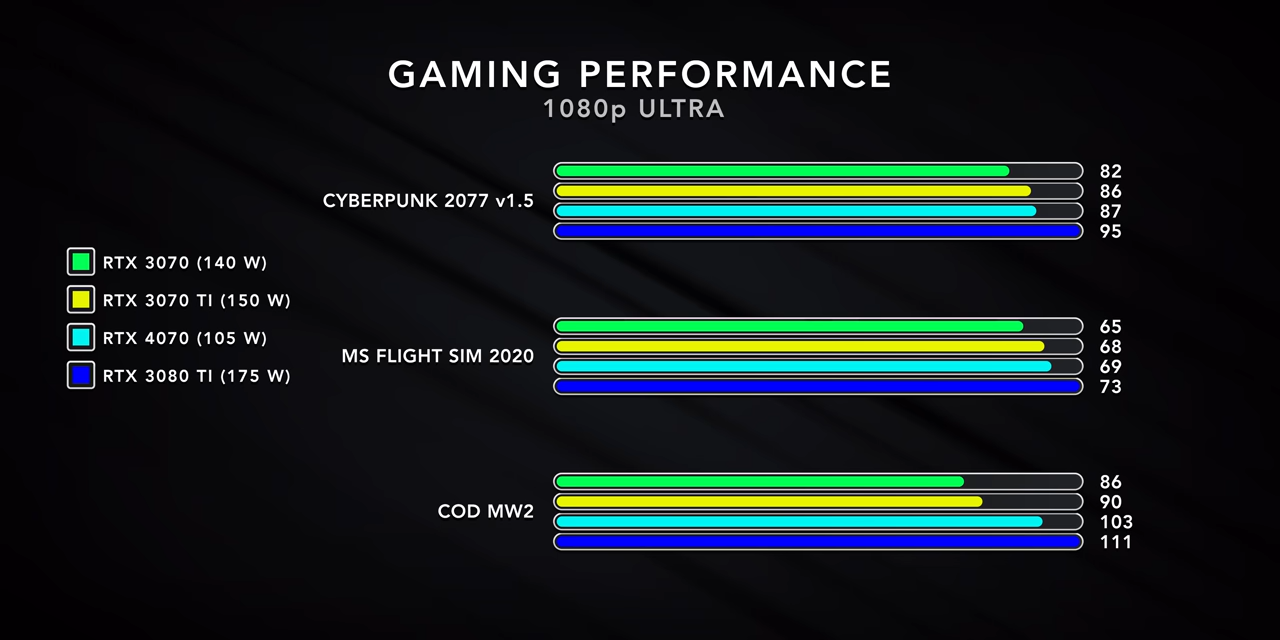 GAMING PERFORMANCE
1080p ULTRA
RTX 3070 (140 W)
RTX 3070 TI (150 W)
RTX 4070 (105 W)
RTX 3080 TI (175 W)
CYBERPUNK 2077 v1.5
82
86
87
95
MS FLIGHT SIM 2020
65
68
69
73
COD MW2
86
90
103
111